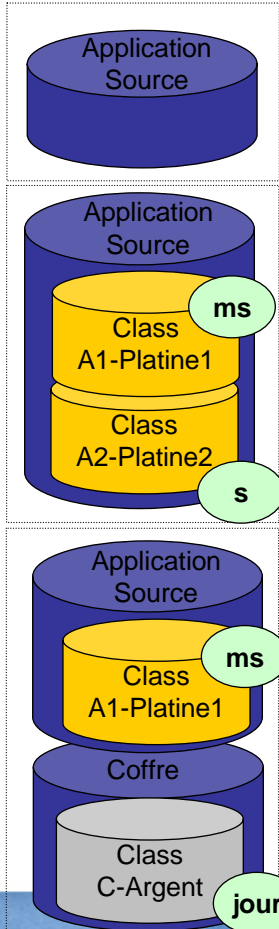 Application
Source
Application
Source
ms
Class
A1-Platine1
Class
A2-Platine2
s
Application
Source
ms
Class
A1-Platine1
Coffre
Class
C-Argent
jour